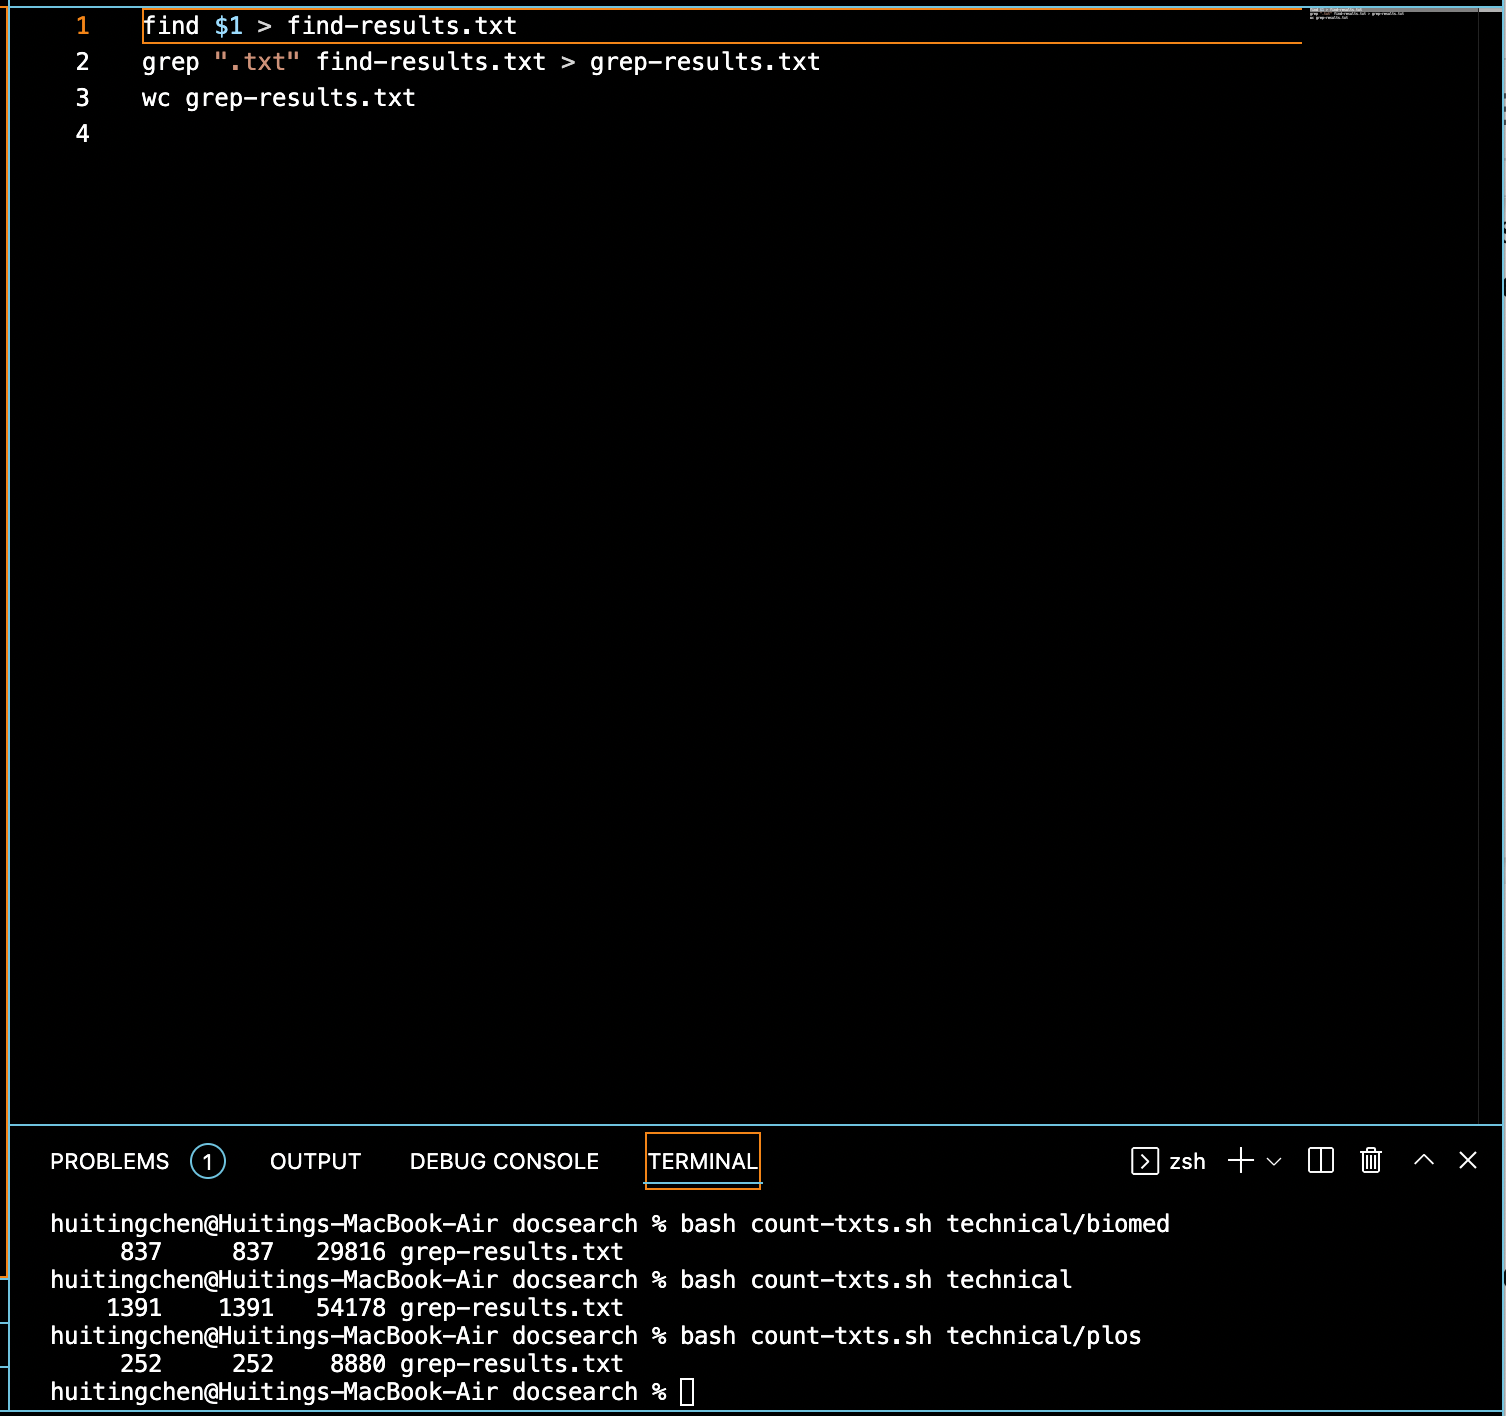 1 find $1 > find-results.txt
2 grep ".txt" find-results.txt > grep-results.txt
3 wc grep-results.txt
4
PROBLEMS 1 OUTPUT DEBUG CONSOLE TERMINAL zsh
huitingchen@Huitings-MacBook-Air docsearch % bash count-txts.sh technical/biomed
837 837 29816 grep-results.txt
huitingchen@Huitings-MacBook-Air docsearch % bash count-txts.sh technical
1391 1391 54178 grep-results.txt
huitingchen@Huitings-MacBook-Air docsearch % bash count-txts.sh technical/plos
252 252 8880 grep-results.txt
huitingchen@Huitings-MacBook-Air docsearch %